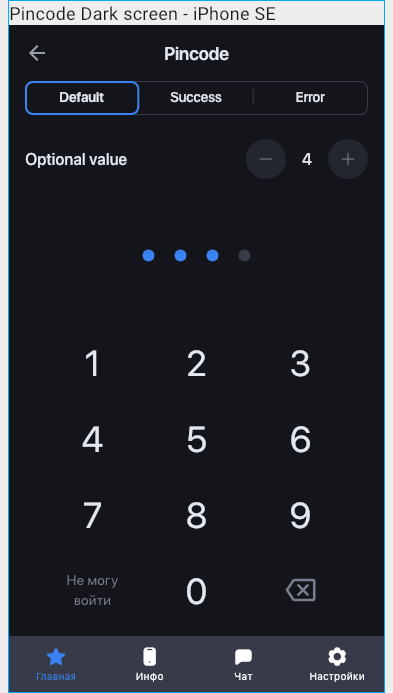 Pincode Dark screen - iPhone SE
Pincode
Default Success Error
Optional value 4
1 2 3
4 5 6
7 8 9
Не могу
войти
0
Главная Инфо Чат Настройки